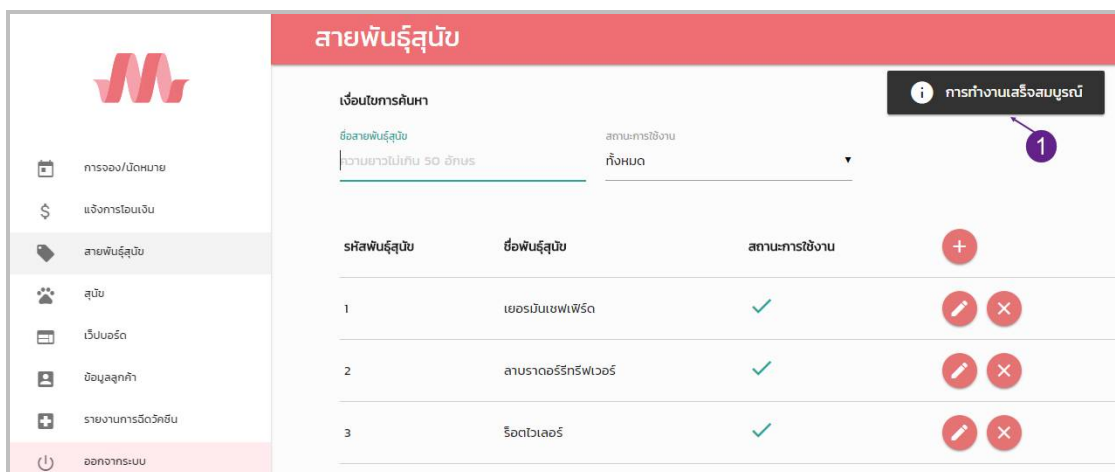 สายพันธุ์สุนัข
การทำงานเสร็จสมบูรณ์
1
เงื่อนไขการค้นหา
ชื่อสายพันธุ์สุนัข
สถานะการใช้งาน
ความยาวไม่เกิน 50 อักษร
ทั้งหมด
การจอง/นัดหมาย
แจ้งการโอนเงิน
สายพันธุ์สุนัข
สุนัข
เว็บบอร์ด
ข้อมูลลูกค้า
รายงานการฉีดวัคซีน
ออกจากระบบ
รหัสพันธุ์สุนัข ชื่อพันธุ์สุนัข สถานะการใช้งาน
1 เยอรมันเชฟเฟิร์ด
2 ลาบราดอร์รีทรีฟเวอร์
3 ร็อตไวเลอร์